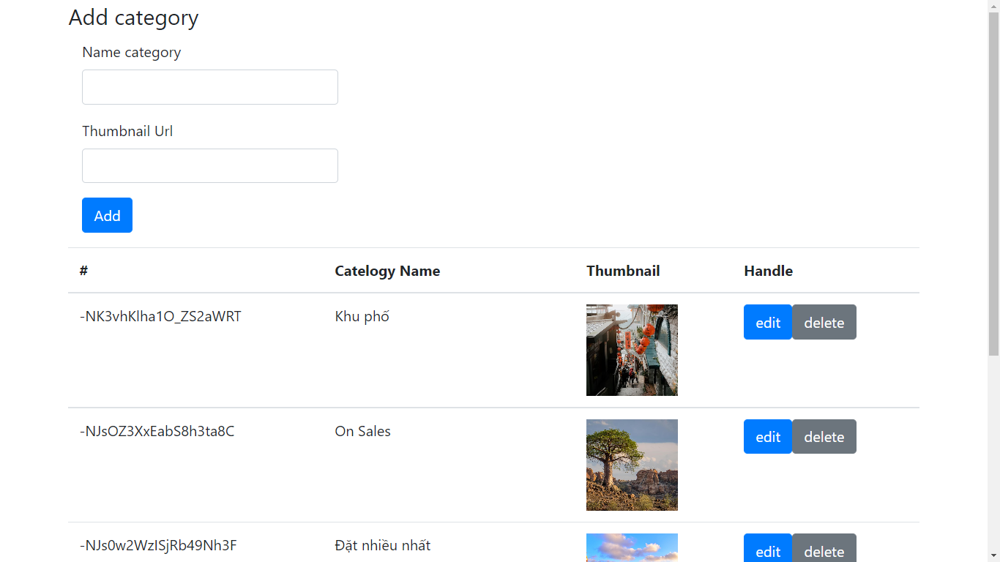 Add category
Name category
Thumbnail Url
Add
# Catelogy Name Thumbnail Handle
-NK3vhKlha1O_ZS2aWRT Khu phố edit delete
-NJsOZ3XxEabS8h3ta8C On Sales edit delete
-NJs0w2WzISjRb49Nh3F Đặt nhiều nhất edit delete